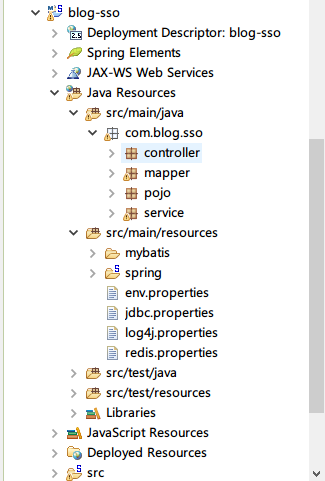 blog-sso
Deployment Descriptor: blog-sso
Spring Elements
JAX-WS Web Services
Java Resources
src/main/java
com.blog.sso
controller
mapper
pojo
service
src/main/resources
mybatis
spring
env.properties
jdbc.properties
log4j.properties
redis.properties
src/test/java
src/test/resources
Libraries
JavaScript Resources
Deployed Resources
src